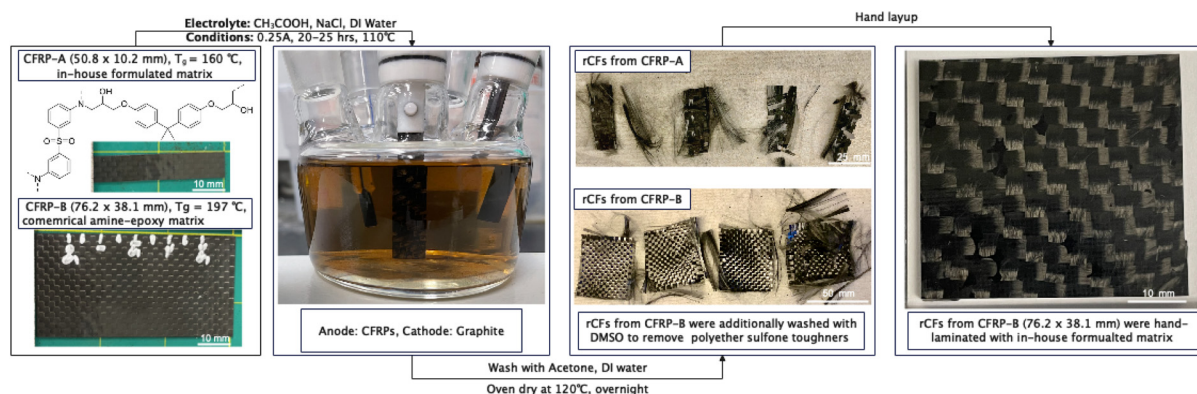 Electrolyte: CH₃COOH, NaCl, DI Water
Conditions: 0.25A, 20-25 hrs, 110℃
Hand layup
CFRP-A (50.8 x 10.2 mm), Tg = 160 ℃,
in-house formulated matrix
OH
N
O
O
OH
O=S=O
N
10 mm
CFRP-B (76.2 x 38.1 mm), Tg = 197 ℃,
comemrical amine-epoxy matrix
10 mm
Anode: CFRPs, Cathode: Graphite
rCFs from CFRP-A
25 mm
rCFs from CFRP-B
50 mm
rCFs from CFRP-B were additionally washed with
DMSO to remove polyether sulfone toughners
10 mm
rCFs from CFRP-B (76.2 x 38.1 mm) were hand-
laminated with in-house formualted matrix
Wash with Acetone, DI water
Oven dry at 120℃, overnight